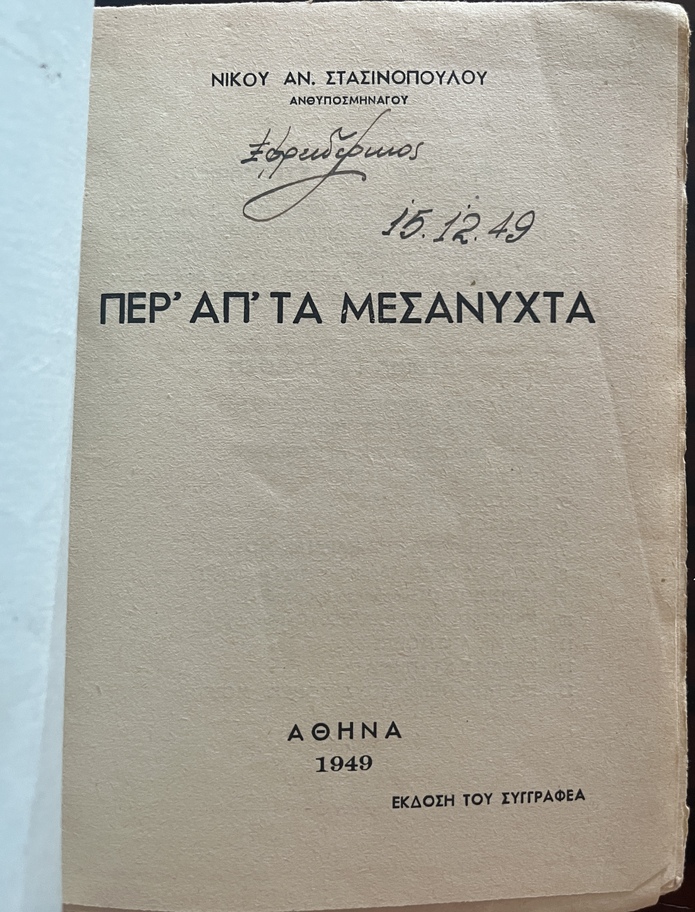 ΝΙΚΟΥ ΑΝ. ΣΤΑΣΙΝΟΠΟΥΛΟΥ
ΑΝΘΥΠΟΣΜΗΝΑΓΟΥ
15.12.49
ΠΕΡ' ΑΠ' ΤΑ ΜΕΣΑΝΥΧΤΑ
ΑΘΗΝΑ
1949
ΕΚΔΟΣΗ ΤΟΥ ΣΥΓΓΡΑΦΕΑ